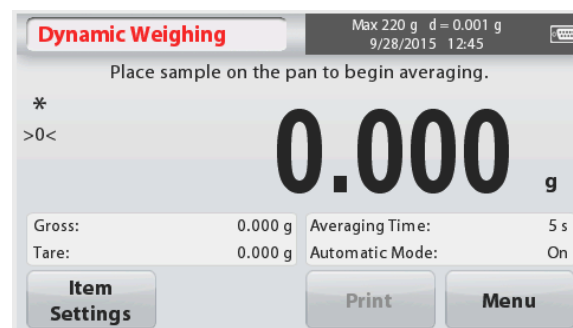 Dynamic Weighing
Max 220 g d = 0.001 g
9/28/2015 12:45
Place sample on the pan to begin averaging.
*
>0<
0.000 g
Gross: 0.000 g Averaging Time: 5 s
Tare: 0.000 g Automatic Mode: On
Item
Settings
Print
Menu